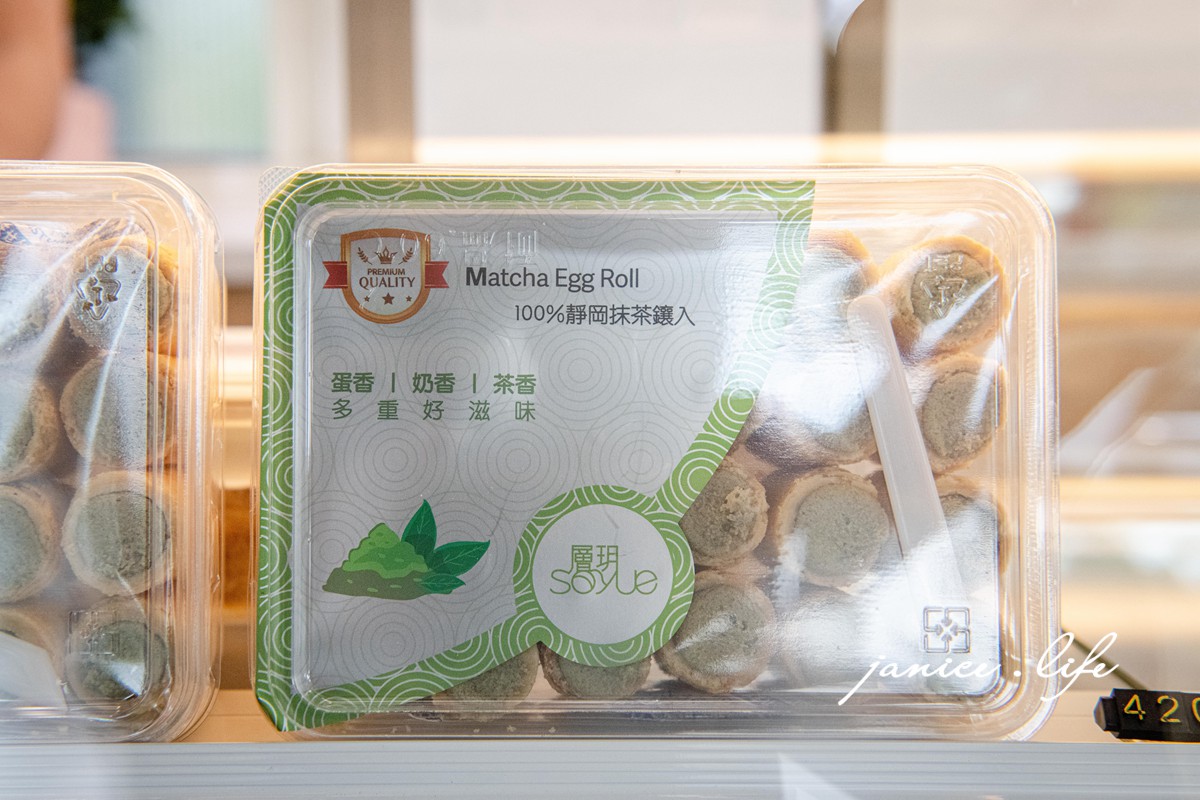 PREMIUM
QUALITY
Matcha Egg Roll
100%靜岡抹茶鑲入
蛋香 | 奶香 | 茶香
多重好滋味
層玥
soyue
janice.life
420